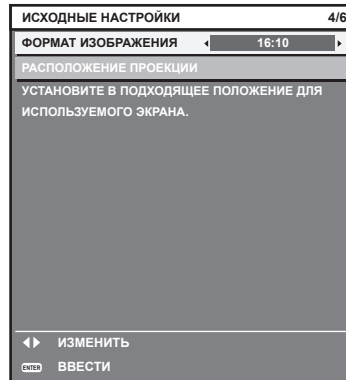 ИСХОДНЫЕ НАСТРОЙКИ 4/6
ФОРМАТ ИЗОБРАЖЕНИЯ 16:10
РАСПОЛОЖЕНИЕ ПРОЕКЦИИ
УСТАНОВИТЕ В ПОДХОДЯЩЕЕ ПОЛОЖЕНИЕ ДЛЯ
ИСПОЛЬЗУЕМОГО ЭКРАНА.
ИЗМЕНИТЬ
ENTER ВВЕСТИ